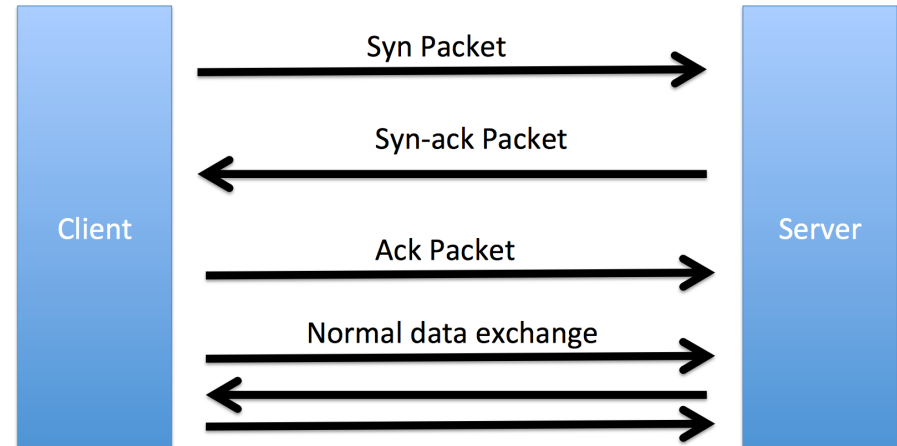 Syn Packet
Syn-ack Packet
Client
Server
Ack Packet
Normal data exchange